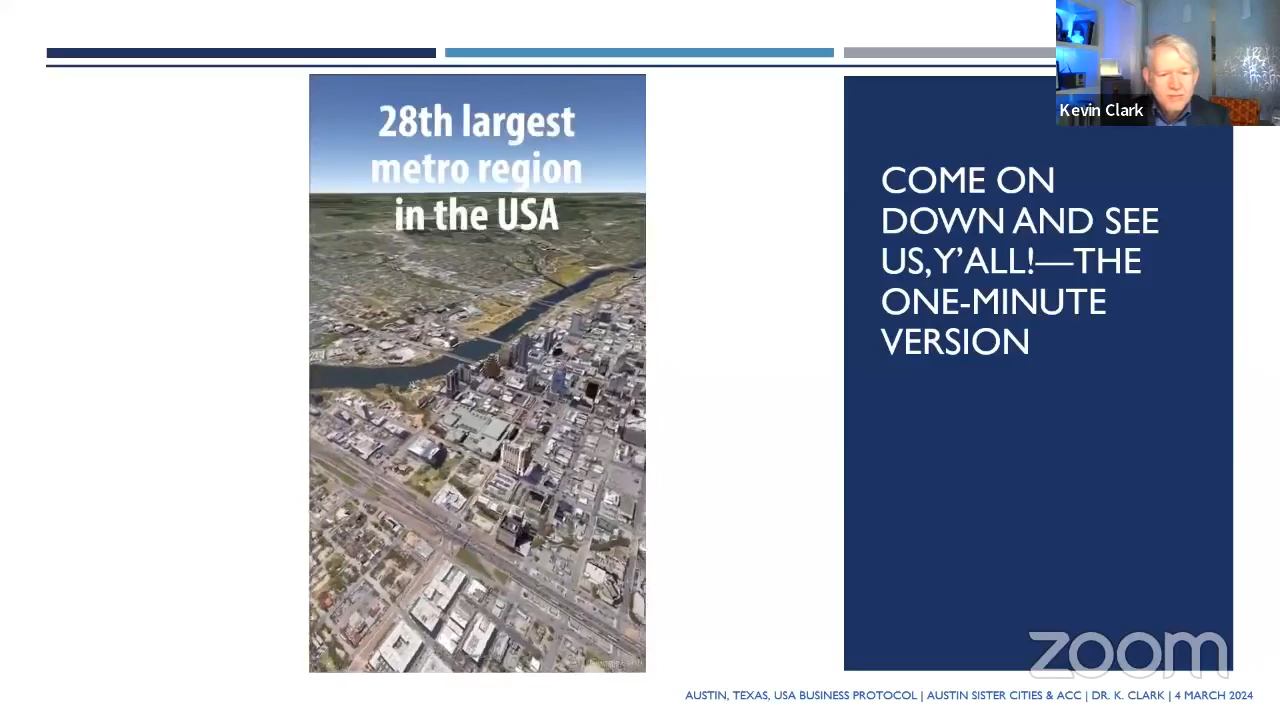 28th largest
metro region
in the USA
Kevin Clark
COME ON
DOWN AND SEE
US, Y’ALL!—THE
ONE-MINUTE
VERSION
zoom
AUSTIN, TEXAS, USA BUSINESS PROTOCOL | AUSTIN SISTER CITIES & ACC | DR. K. CLARK | 4 MARCH 2024